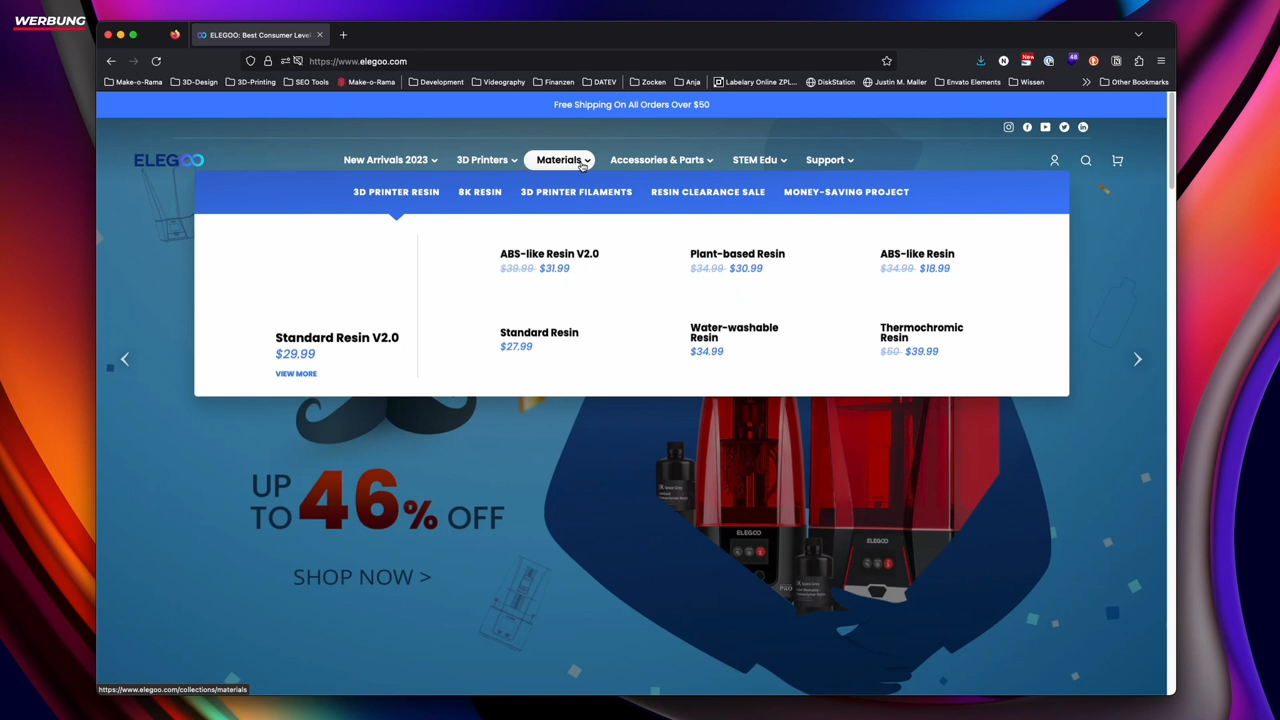 WERBUNG
ELEGOO: Best Consumer Level
https://www.elegoo.com
New
48
Make-o-Rama
3D-Design
3D-Printing
SEO Tools
Make-o-Rama
Development
Videography
Finanzen
DATEV
Zocken
Anja
Labelary Online ZPL...
DiskStation
Justin M. Maller
Envato Elements
Wissen
Other Bookmarks
Free Shipping On All Orders Over $50
ELEGOO
New Arrivals 2023
3D Printers
Materials
Accessories & Parts
STEM Edu
Support
3D PRINTER RESIN
8K RESIN
3D PRINTER FILAMENTS
RESIN CLEARANCE SALE
MONEY-SAVING PROJECT
Standard Resin V2.0
$29.99
VIEW MORE
ABS-like Resin V2.0
$39.99 $31.99
Plant-based Resin
$34.99 $30.99
ABS-like Resin
$34.99 $18.99
Standard Resin
$27.99
Water-washable
Resin
$34.99
Thermochromic
Resin
$50 $39.99
UP
TO 46% OFF
SHOP NOW >
ELEGOO
ELEGOO
https://www.elegoo.com/collections/materials